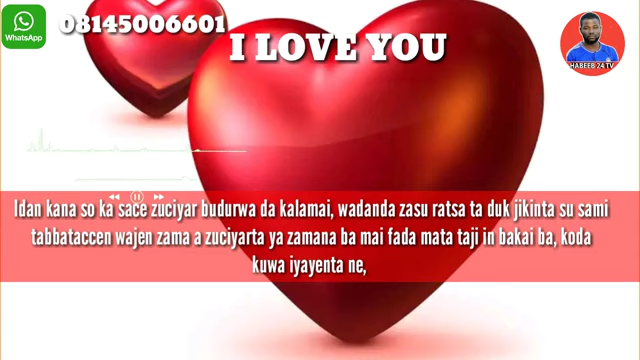 08145006601
WhatsApp
I LOVE YOU
HABEEB 24 TV
Idan kana so ka sace zuciyar budurwa da kalamai, wadanda zasu ratsa ta duk jikinta su sami
tabbataccen wajen zama a zuciyarta ya zamana ba mai fada mata taji in bakai ba, koda
kuwa iyayenta ne,